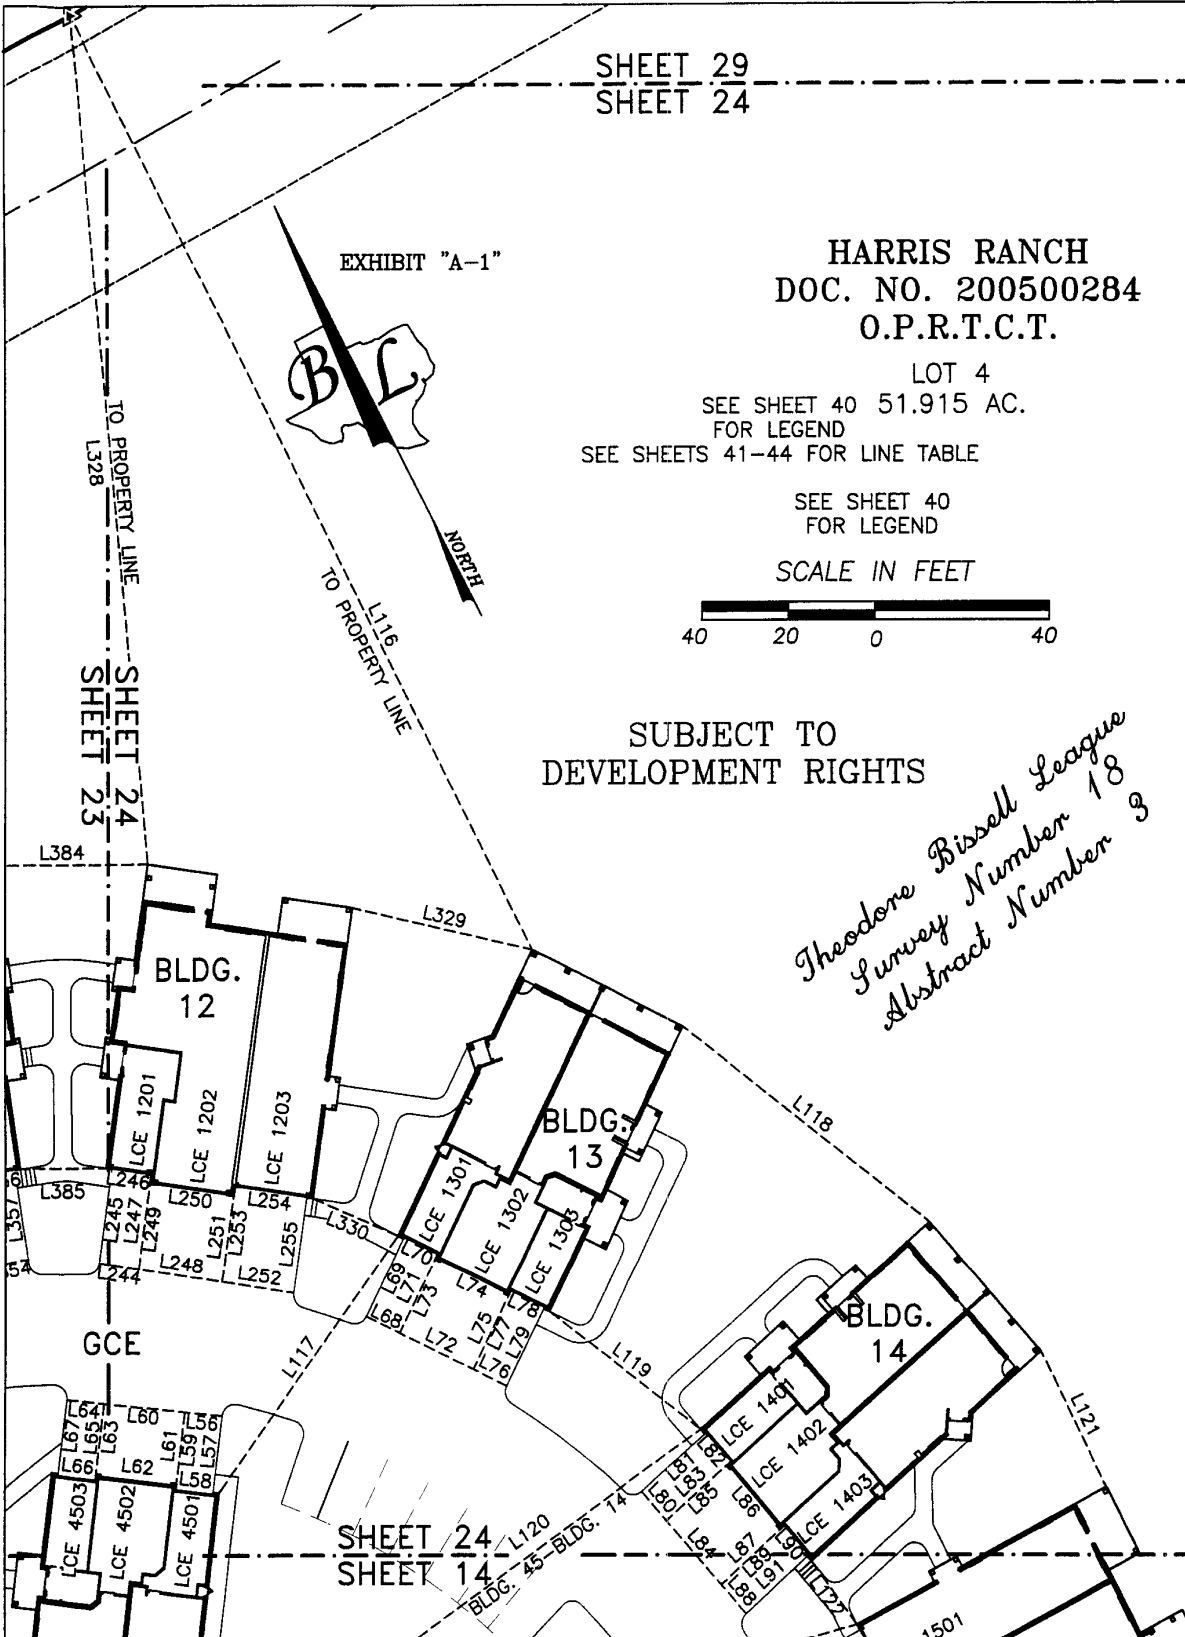 SHEET 29
SHEET 24
EXHIBIT "A-1"
HARRIS RANCH
DOC. NO. 200500284
O.P.R.T.C.T.
LOT 4
SEE SHEET 40 51.915 AC.
FOR LEGEND
SEE SHEETS 41-44 FOR LINE TABLE
SEE SHEET 40
FOR LEGEND
SCALE IN FEET
40 20 0 40
B L
NORTH
TO PROPERTY LINE
L328
L116
TO PROPERTY LINE
SHEET 24
SHEET 23
SUBJECT TO
DEVELOPMENT RIGHTS
Theodore Bissell League
Survey Number 18
Abstract Number 3
L384
L329
BLDG.
12
LCE 1201
LCE 1202
LCE 1203
BLDG.
13
LCE 1301
LCE 1302
LCE 1303
L118
L385
L246
L250
L254
L330
L357
L245
L247
L249
L251
L253
L255
L244
L248
L252
L70
L69
L71
L73
L74
L78
L68
L72
L75
L77
L79
L76
GCE
L117
L119
BLDG.
14
LCE 1401
LCE 1402
LCE 1403
L121
L64
L60
L56
L67
L65
L63
L61
L59
L57
L66
L62
L58
LCE 4503
LCE 4502
LCE 4501
L82
L81
L83
L85
L80
L86
L84
L87
L89
L91
L90
L88
L122
SHEET 24
SHEET 14
L120
BLDG. 45-BLDG. 14
1501